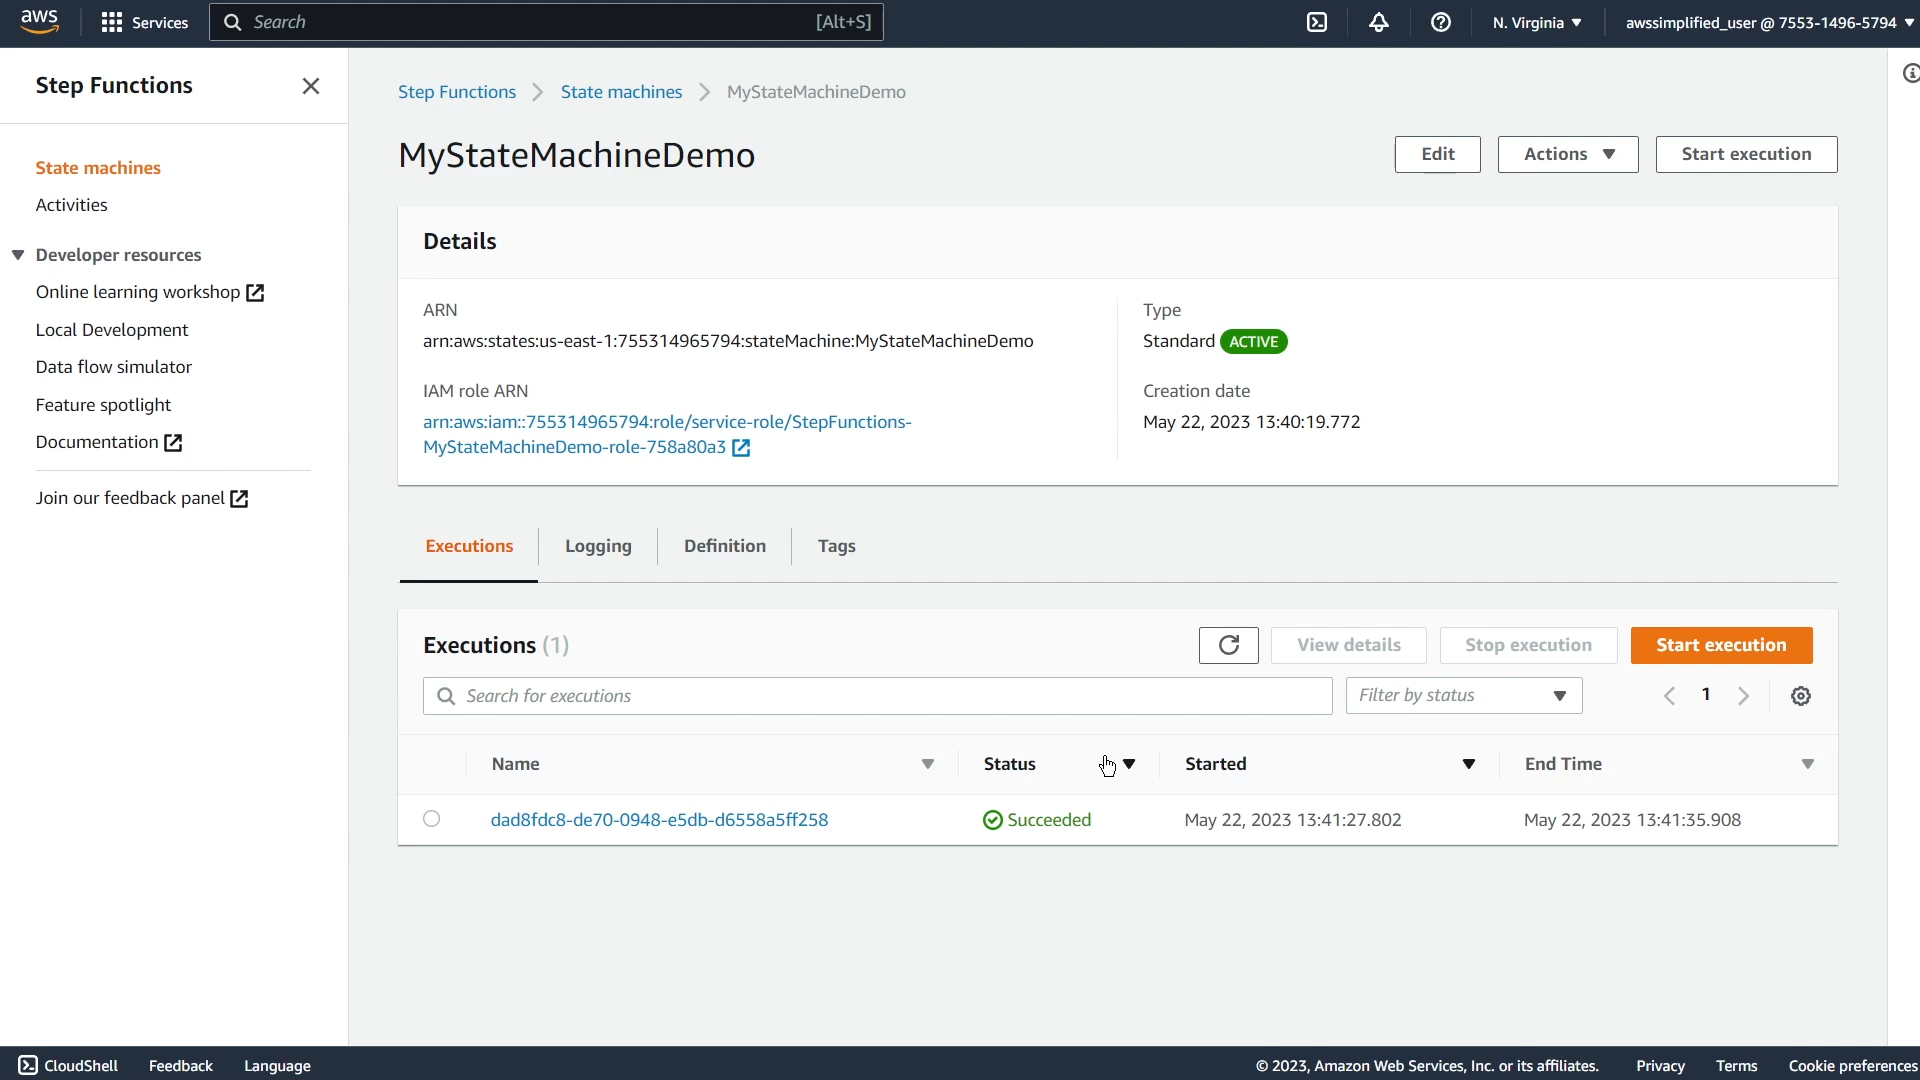 aws
Services
Search [Alt+S]
N. Virginia
awssimplified_user @ 7553-1496-5794
Step Functions
State machines
Activities
Developer resources
Online learning workshop
Local Development
Data flow simulator
Feature spotlight
Documentation
Join our feedback panel
Step Functions > State machines > MyStateMachineDemo
MyStateMachineDemo
Edit
Actions
Start execution
Details
ARN
arn:aws:states:us-east-1:755314965794:stateMachine:MyStateMachineDemo
IAM role ARN
arn:aws:iam::755314965794:role/service-role/StepFunctions-
MyStateMachineDemo-role-758a80a3
Type
Standard ACTIVE
Creation date
May 22, 2023 13:40:19.772
Executions
Logging
Definition
Tags
Executions (1)
View details
Stop execution
Start execution
Search for executions
Filter by status
1
Name Status Started End Time
dad8fdc8-de70-0948-e5db-d6558a5ff258 Succeeded May 22, 2023 13:41:27.802 May 22, 2023 13:41:35.908
CloudShell Feedback Language
© 2023, Amazon Web Services, Inc. or its affiliates. Privacy Terms Cookie preferences